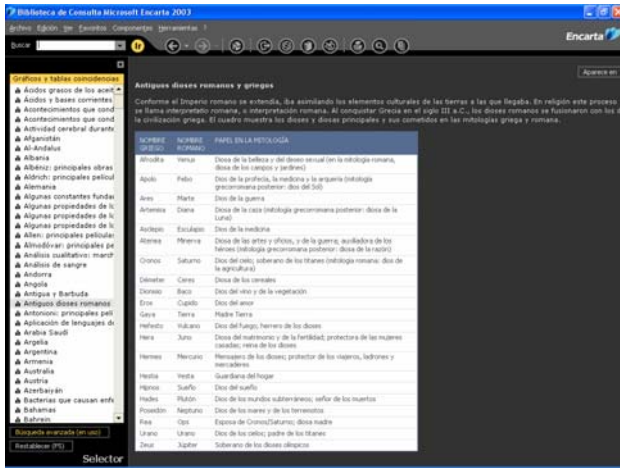 Biblioteca de Consulta Microsoft Encarta 2003
Archivo Edición Ver Favoritos Componentes Herramientas ?
Buscar
Ir
Encarta
Aparece en
Gráficos y tablas coincidencias
Ácidos grasos de los aceit
Ácidos y bases corrientes
Acontecimientos que cond
Acontecimientos que cond
Actividad cerebral durante
Afganistán
Al-Andalus
Albania
Albéniz: principales obras
Aldrich: principales películ
Alemania
Algunas constantes fundar
Algunas propiedades de lo
Algunas propiedades de lo
Algunas propiedades de lo
Allen: principales películas
Almodóvar: principales pe
Análisis cualitativo: march
Análisis de sangre
Andorra
Angola
Antigua y Barbuda
Antiguos dioses romanos
Antonioni: principales pelí
Aplicación de lenguajes de
Arabia Saudí
Argelia
Argentina
Armenia
Australia
Austria
Azerbaiyán
Bacterias que causan enfe
Bahamas
Bahrein
Búsqueda avanzada (en uso)
Restablecer (F5)
Selector
Antiguos dioses romanos y griegos
Conforme el Imperio romano se extendía, iba asimilando los elementos culturales de las tierras a las que llegaba. En religión este proceso
se llama interpretatio romana, o interpretación romana. Al conquistar Grecia en el siglo III a.C., los dioses romanos se fusionaron con los d
la civilización griega. El cuadro muestra los dioses y diosas principales y sus cometidos en las mitologías griega y romana.
NOMBRE GRIEGO NOMBRE ROMANO PAPEL EN LA MITOLOGÍA
Afrodita Venus Diosa de la belleza y del deseo sexual (en la mitología romana,
diosa de los campos y jardines)
Apolo Febo Dios de la profecía, la medicina y la arquería (mitología
grecorromana posterior: dios del Sol)
Ares Marte Dios de la guerra
Artemisa Diana Diosa de la caza (mitología grecorromana posterior: diosa de la
Luna)
Asclepio Esculapio Dios de la medicina
Atenea Minerva Diosa de las artes y oficios, y de la guerra; auxiliadora de los
héroes (mitología grecorromana posterior: diosa de la razón)
Cronos Saturno Dios del cielo; soberano de los titanes (mitología romana: dios de
la agricultura)
Deméter Ceres Diosa de los cereales
Dioniso Baco Dios del vino y de la vegetación
Eros Cupido Dios del amor
Gaya Tierra Madre Tierra
Hefesto Vulcano Dios del fuego, herrero de los dioses
Hera Juno Diosa del matrimonio y de la fertilidad; protectora de las mujeres
casadas; reina de los dioses
Hermes Mercurio Mensajero de los dioses; protector de los viajeros, ladrones y
mercaderes
Hestia Vesta Guardiana del hogar
Hipnos Sueño Dios del sueño
Hades Plutón Dios de los mundos subterráneos; señor de los muertos
Poseidón Neptuno Dios de los mares y de los terremotos
Rea Ops Esposa de Cronos/Saturno; diosa madre
Urano Urano Dios de los cielos; padre de los titanes
Zeus Júpiter Soberano de los dioses olímpicos